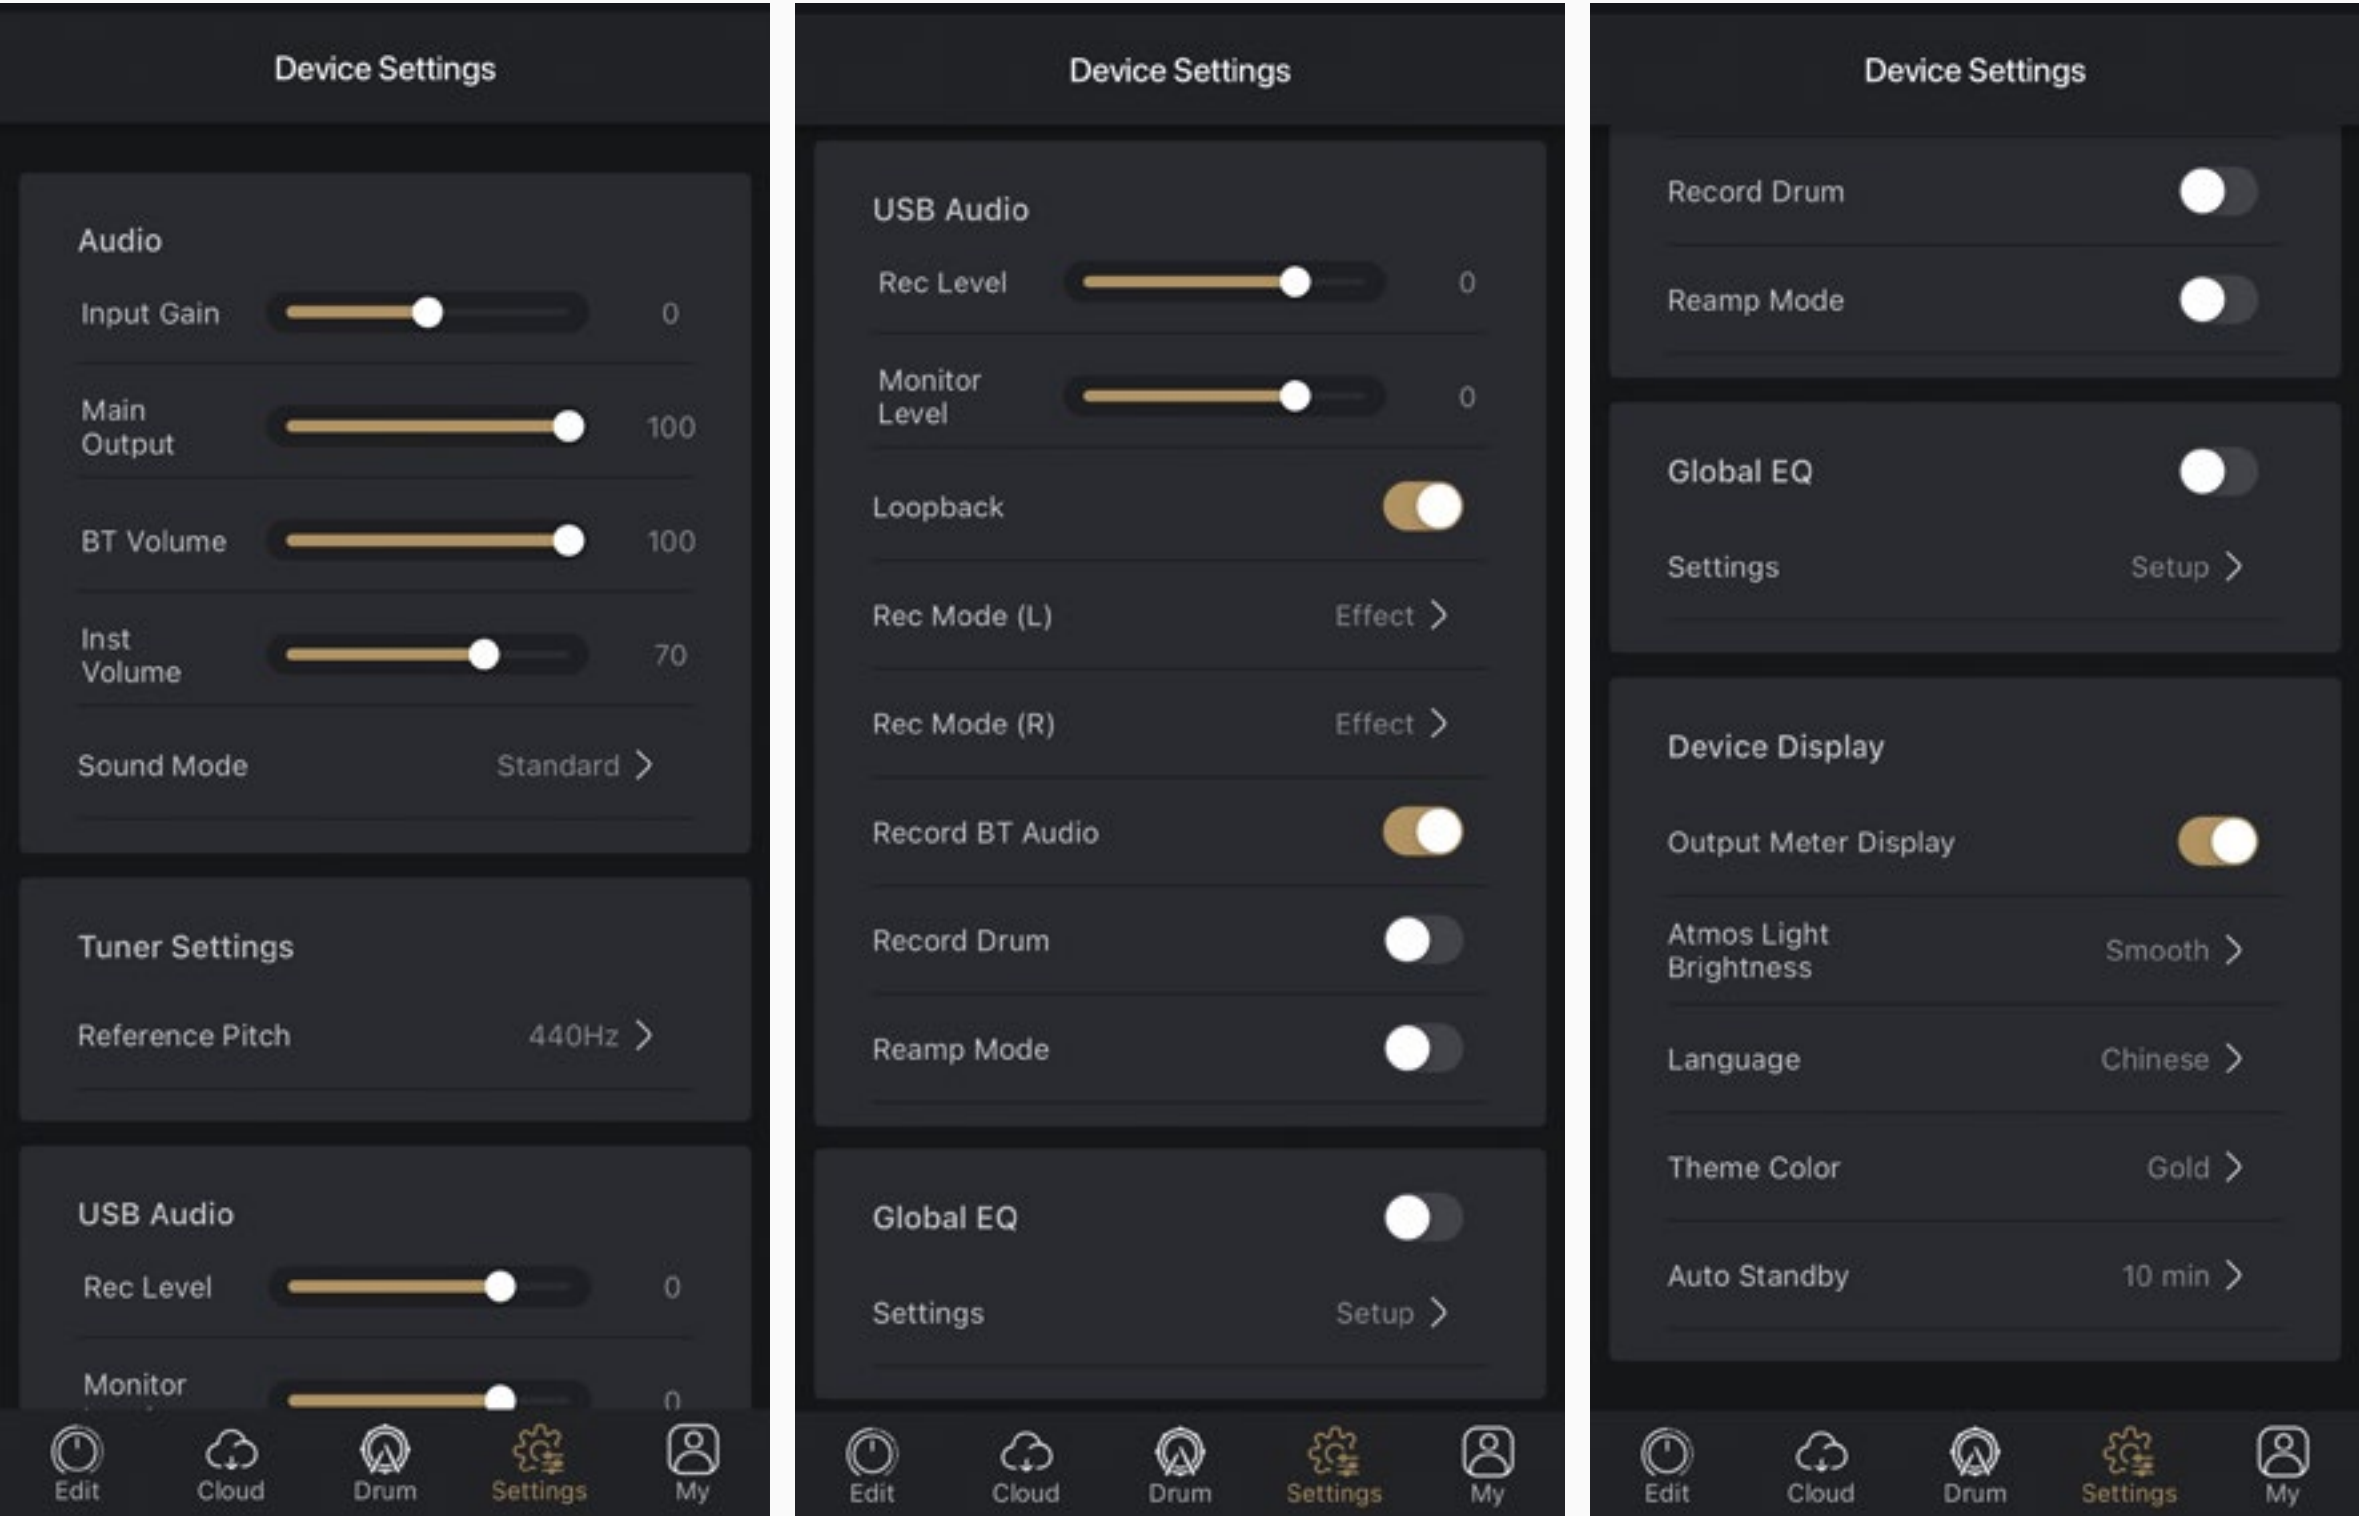 Device Settings
Audio
Input Gain 0
Main
Output 100
BT Volume 100
Inst
Volume 70
Sound Mode Standard
Tuner Settings
Reference Pitch 440Hz
USB Audio
Rec Level 0
Monitor 0
Edit Cloud Drum Settings My
Device Settings
USB Audio
Rec Level 0
Monitor
Level 0
Loopback
Rec Mode (L) Effect
Rec Mode (R) Effect
Record BT Audio
Record Drum
Reamp Mode
Global EQ
Settings Setup
Edit Cloud Drum Settings My
Device Settings
Record Drum
Reamp Mode
Global EQ
Settings Setup
Device Display
Output Meter Display
Atmos Light
Brightness Smooth
Language Chinese
Theme Color Gold
Auto Standby 10 min
Edit Cloud Drum Settings My